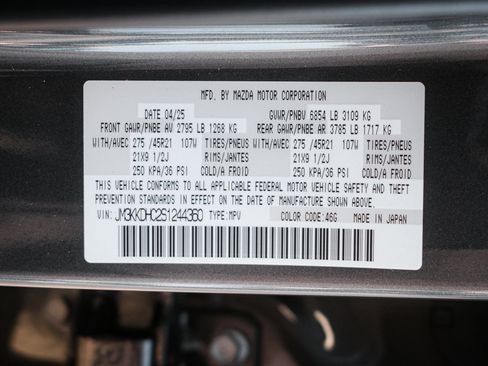 MFD. BY MAZDA MOTOR CORPORATION
DATE 04/25 GVWR/PNBV 6854 LB 3109 KG
FRONT GAWR/PNBE AV 2795 LB 1268 KG REAR GAWR/PNBE AR 3785 LB 1717 KG
WITH/AVEC 275 /45R21 107W TIRES/PNEUS WITH/AVEC 275 /45R21 107W TIRES/PNEUS
21X9 1/2J RIMS/JANTES 21X9 1/2J RIMS/JANTES
250 KPA/36 PSI COLD/A FROID 250 KPA/36 PSI COLD/A FROID
THIS VEHICLE CONFORMS TO ALL APPLICABLE FEDERAL MOTOR VEHICLE SAFETY AND THEFT
PREVENTION STANDARDS IN EFFECT ON THE DATE OF MANUFACTURE SHOWN ABOVE.
VIN: JM3KKDHC2S1244360 TYPE: MPV COLOR CODE: 46G MADE IN JAPAN